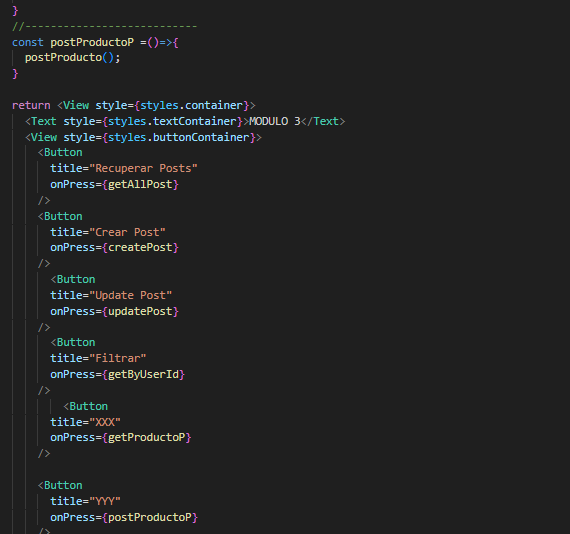 }
//---------------------------
const postProductoP =()=>{
  postProducto();
}

return <View style={styles.container}>
  <Text style={styles.textContainer}>MODULO 3</Text>
  <View style={styles.buttonContainer}>
    <Button
      title="Recuperar Posts"
      onPress={getAllPost}
    />
    <Button
      title="Crear Post"
      onPress={createPost}
    />
      <Button
      title="Update Post"
      onPress={updatePost}
    />
      <Button
      title="Filtrar"
      onPress={getByUserId}
    />
        <Button
      title="XXX"
      onPress={getProductoP}
    />

    <Button
      title="YYY"
      onPress={postProductoP}
    />